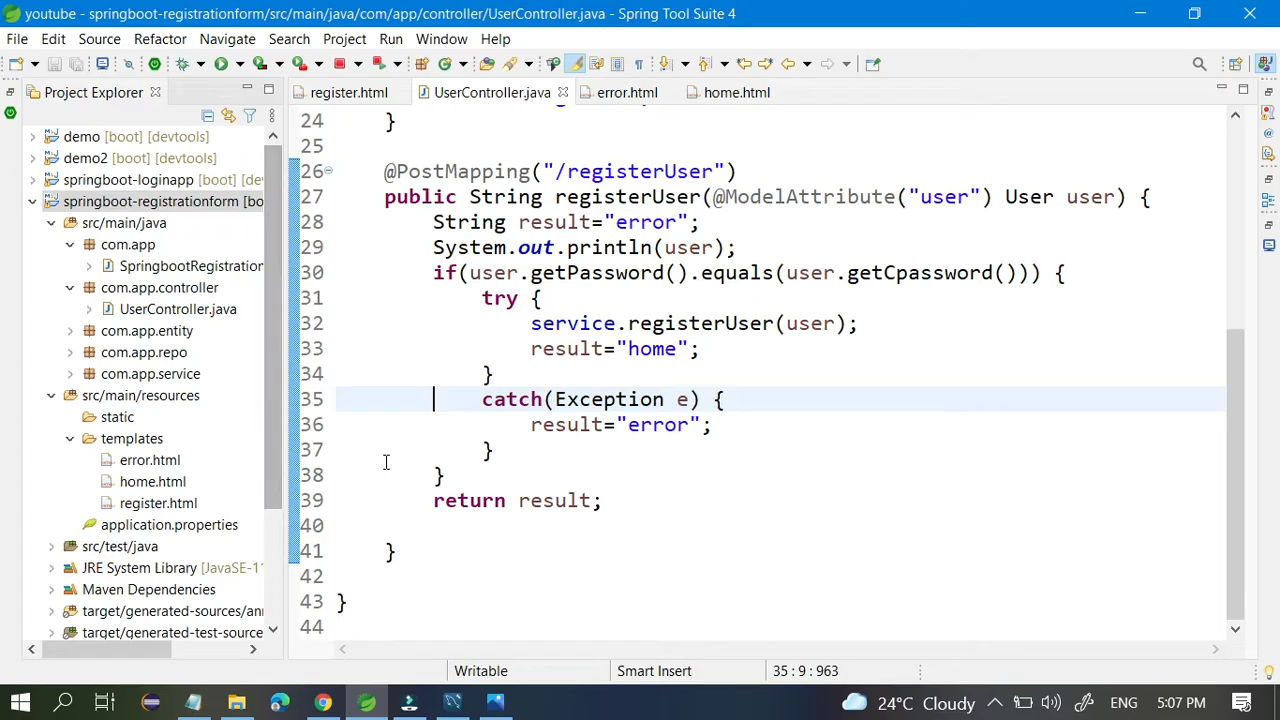 youtube - springboot-registrationform/src/main/java/com/app/controller/UserController.java - Spring Tool Suite 4
File Edit Source Refactor Navigate Search Project Run Window Help
Project Explorer
register.html UserController.java error.html home.html
demo [boot] [devtools]
demo2 [boot] [devtools]
springboot-loginapp [boot] [de
springboot-registrationform [bo
src/main/java
com.app
SpringbootRegistration
com.app.controller
UserController.java
com.app.entity
com.app.repo
com.app.service
src/main/resources
static
templates
error.html
home.html
register.html
application.properties
src/test/java
JRE System Library [JavaSE-11
Maven Dependencies
target/generated-sources/ann
target/generated-test-source
24 }
25
26 @PostMapping("/registerUser")
27 public String registerUser(@ModelAttribute("user") User user) {
28 String result="error";
29 System.out.println(user);
30 if(user.getPassword().equals(user.getCpassword())) {
31 try {
32 service.registerUser(user);
33 result="home";
34 }
35 catch(Exception e) {
36 result="error";
37 }
38 }
39 return result;
40
41 }
42
43 }
44
Writable Smart Insert 35 : 9 : 963
24°C Cloudy ENG 5:07 PM